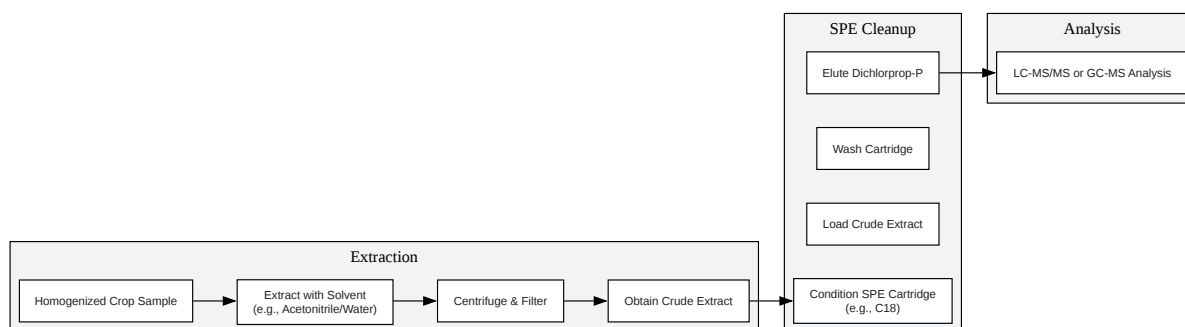 SPE Cleanup
Analysis
Elute Dichlorprop-P
LC-MS/MS or GC-MS Analysis
Wash Cartridge
Load Crude Extract
Extraction
Homogenized Crop Sample
Extract with Solvent
(e.g., Acetonitrile/Water)
Centrifuge & Filter
Obtain Crude Extract
Condition SPE Cartridge
(e.g., C18)